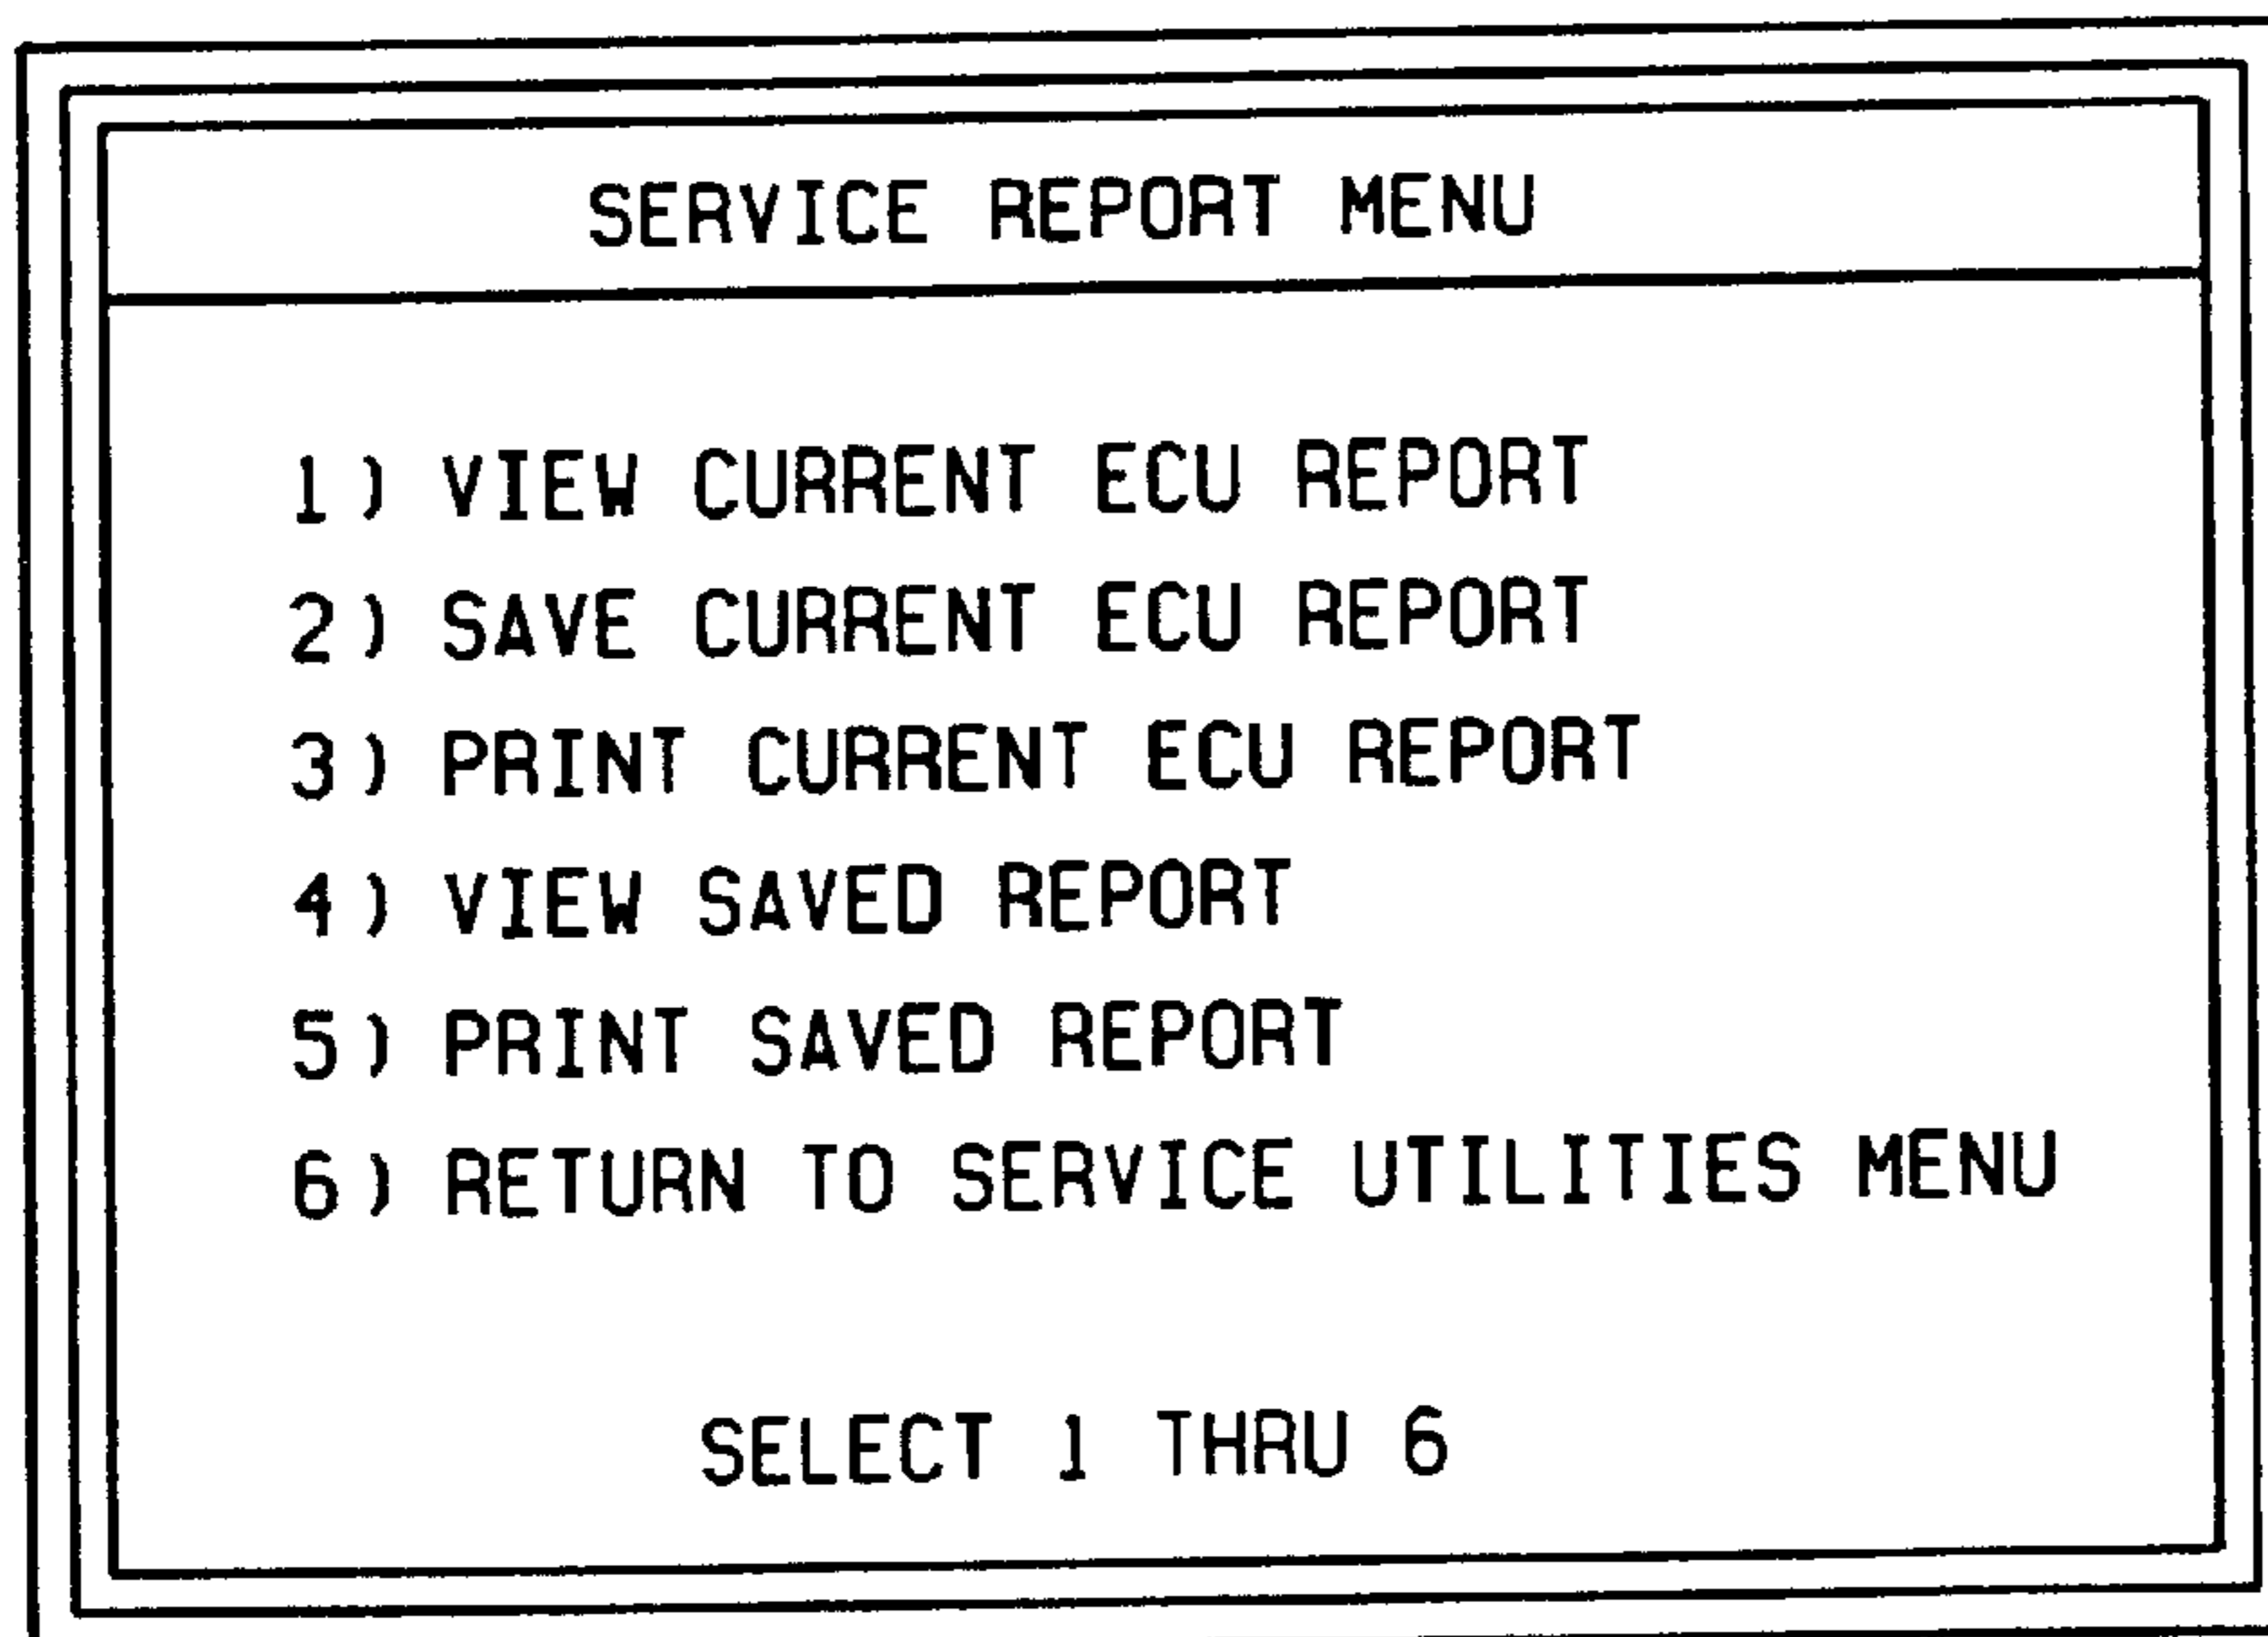 SERVICE REPORT MENU
1) VIEW CURRENT ECU REPORT
2) SAVE CURRENT ECU REPORT
3) PRINT CURRENT ECU REPORT
4) VIEW SAVED REPORT
5) PRINT SAVED REPORT
6) RETURN TO SERVICE UTILITIES MENU
SELECT 1 THRU 6